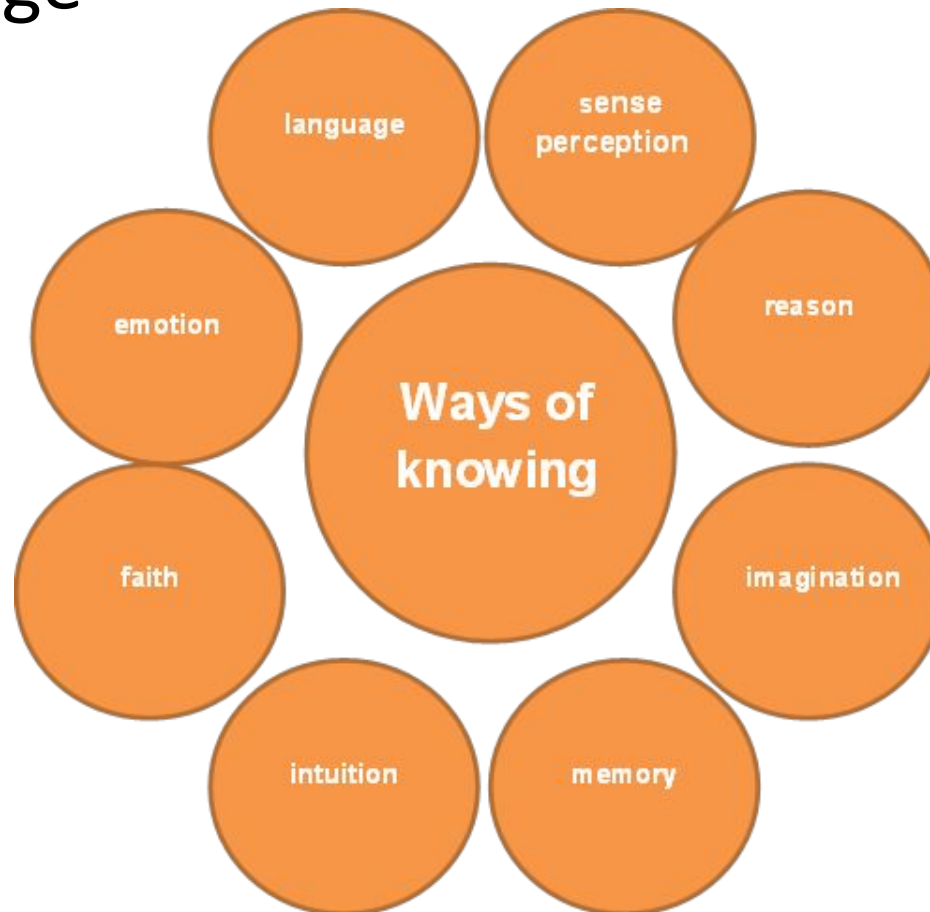 language
sense
perception
reason
imagination
memory
intuition
faith
emotion
Ways of
knowing